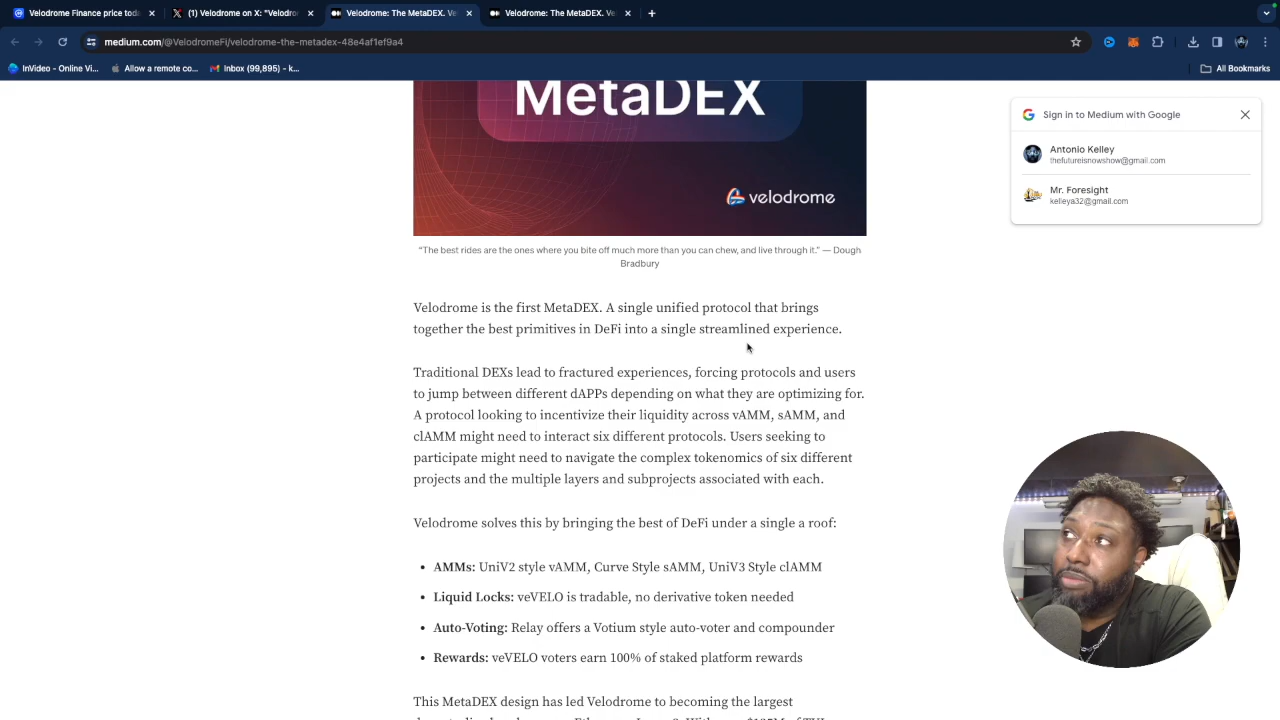 Velodrome Finance price toda
(1) Velodrome on X: "Velodror
Velodrome: The MetaDEX. Ve
Velodrome: The MetaDEX. Ve
medium.com/@VelodromeFi/velodrome-the-metadex-48e4af1ef9a4
InVideo - Online Vi...
Allow a remote co...
Inbox (99,895) - k...
All Bookmarks
MetaDEX
velodrome
Sign in to Medium with Google
Antonio Kelley
thefutureisnowshow@gmail.com
Mr. Foresight
kelleya32@gmail.com
"The best rides are the ones where you bite off much more than you can chew, and live through it." — Dough
Bradbury
Velodrome is the first MetaDEX. A single unified protocol that brings
together the best primitives in DeFi into a single streamlined experience.
Traditional DEXs lead to fractured experiences, forcing protocols and users
to jump between different dAPPs depending on what they are optimizing for.
A protocol looking to incentivize their liquidity across vAMM, sAMM, and
clAMM might need to interact six different protocols. Users seeking to
participate might need to navigate the complex tokenomics of six different
projects and the multiple layers and subprojects associated with each.
Velodrome solves this by bringing the best of DeFi under a single a roof:
• AMMs: UniV2 style vAMM, Curve Style sAMM, UniV3 Style clAMM
• Liquid Locks: veVELO is tradable, no derivative token needed
• Auto-Voting: Relay offers a Votium style auto-voter and compounder
• Rewards: veVELO voters earn 100% of staked platform rewards
This MetaDEX design has led Velodrome to becoming the largest